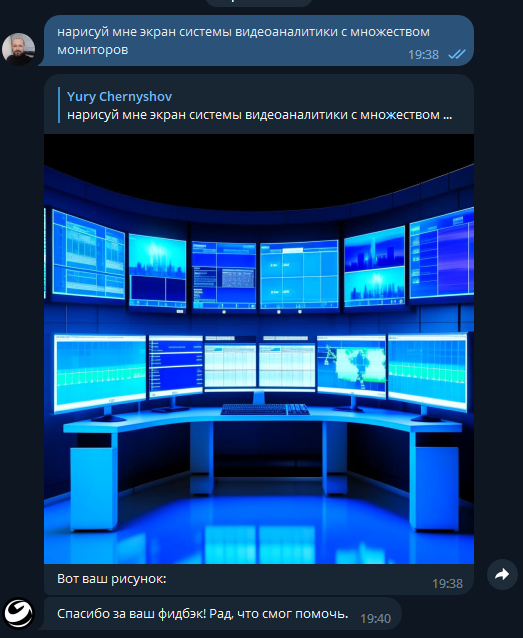 нарисуй мне экран системы видеоаналитики с множеством
мониторов
19:38
Yury Chernyshov
нарисуй мне экран системы видеоаналитики с множеством ...
Вот ваш рисунок:
19:38
Спасибо за ваш фидбэк! Рад, что смог помочь.
19:40